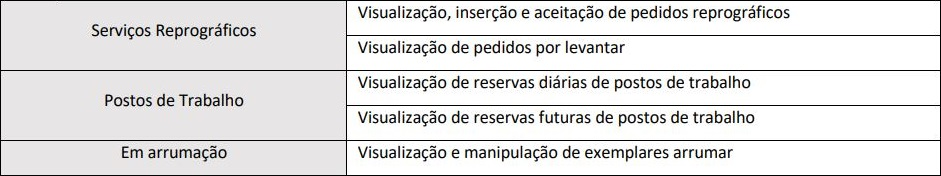 Serviços Reprográficos
Visualização, inserção e aceitação de pedidos reprográficos
Visualização de pedidos por levantar
Postos de Trabalho
Visualização de reservas diárias de postos de trabalho
Visualização de reservas futuras de postos de trabalho
Em arrumação
Visualização e manipulação de exemplares arrumar